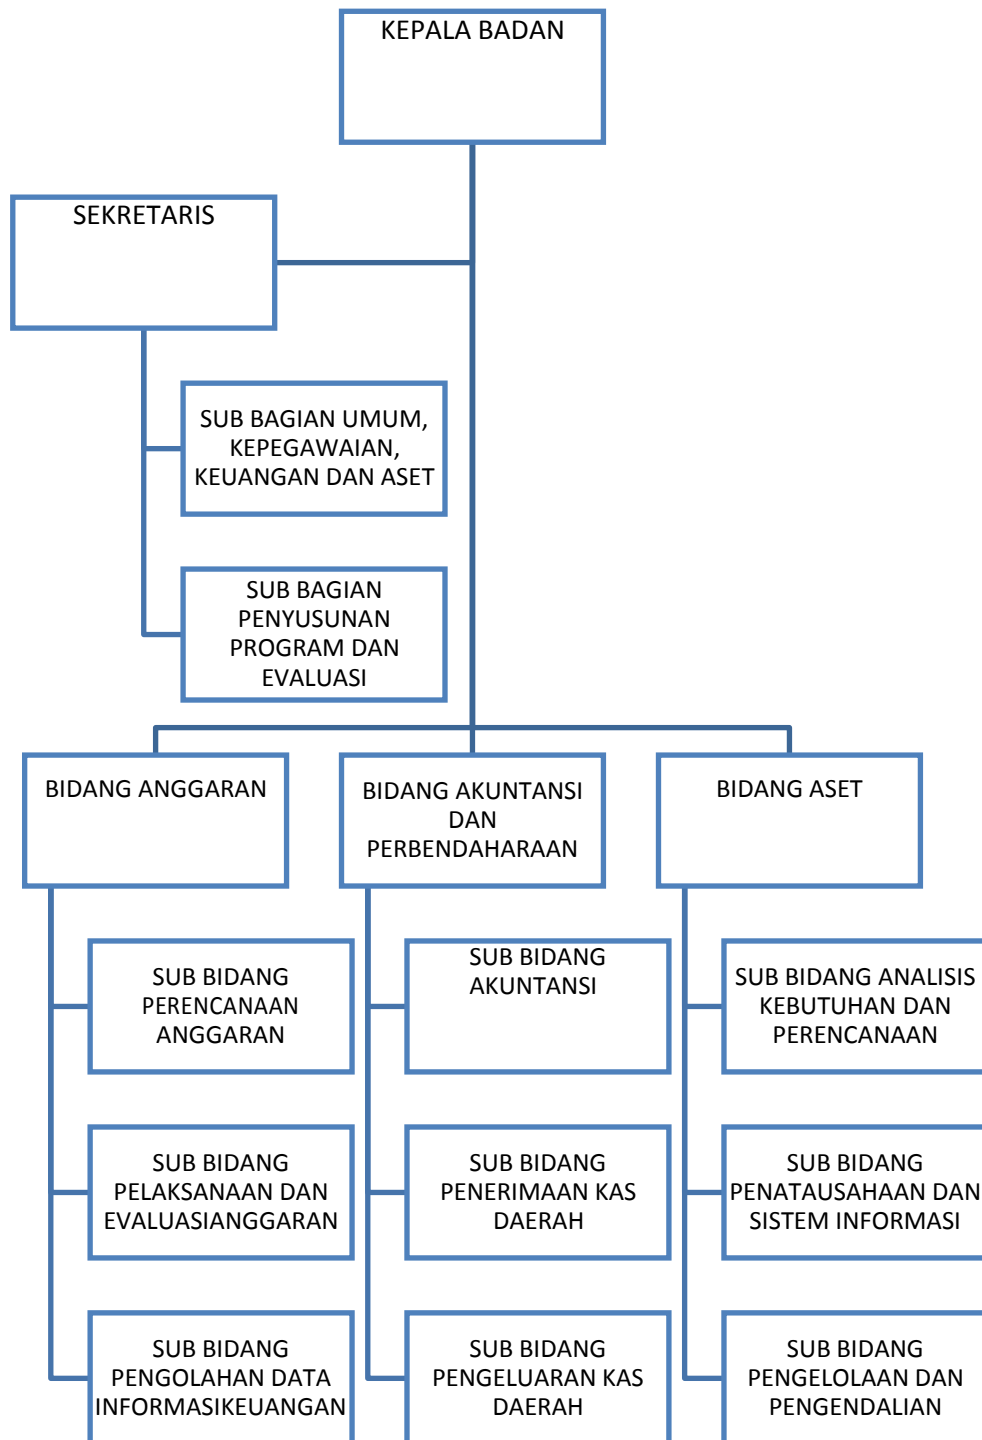 KEPALA BADAN
SEKRETARIS
SUB BAGIAN UMUM,
KEPEGAWAIAN,
KEUANGAN DAN ASET
SUB BAGIAN
PENYUSUNAN
PROGRAM DAN
EVALUASI
BIDANG ANGGARAN
BIDANG AKUNTANSI
DAN
PERBENDAHARAAN
BIDANG ASET
SUB BIDANG
PERENCANAAN
ANGGARAN
SUB BIDANG
AKUNTANSI
SUB BIDANG ANALISIS
KEBUTUHAN DAN
PERENCANAAN
SUB BIDANG
PELAKSANAAN DAN
EVALUASIANGGARAN
SUB BIDANG
PENERIMAAN KAS
DAERAH
SUB BIDANG
PENATAUSAHAAN DAN
SISTEM INFORMASI
SUB BIDANG
PENGOLAHAN DATA
INFORMASIKEUANGAN
SUB BIDANG
PENGELUARAN KAS
DAERAH
SUB BIDANG
PENGELOLAAN DAN
PENGENDALIAN